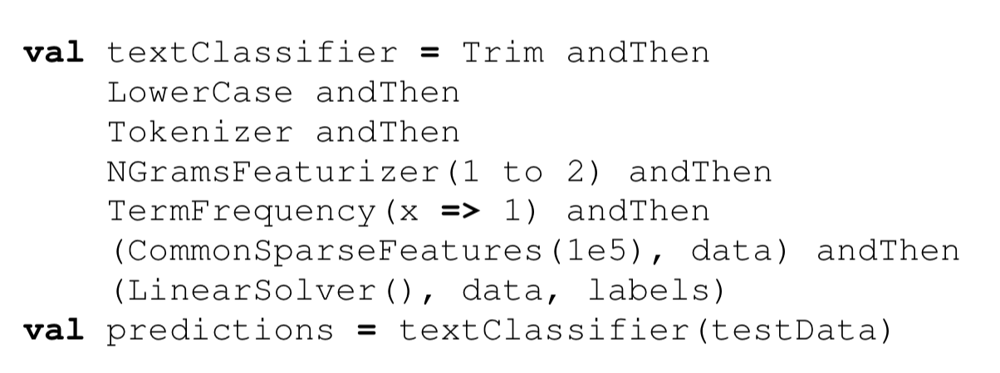 val textClassifier = Trim andThen
LowerCase andThen
Tokenizer andThen
NGramsFeaturizer(1 to 2) andThen
TermFrequency(x => 1) andThen
(CommonSparseFeatures(1e5), data) andThen
(LinearSolver(), data, labels)
val predictions = textClassifier(testData)